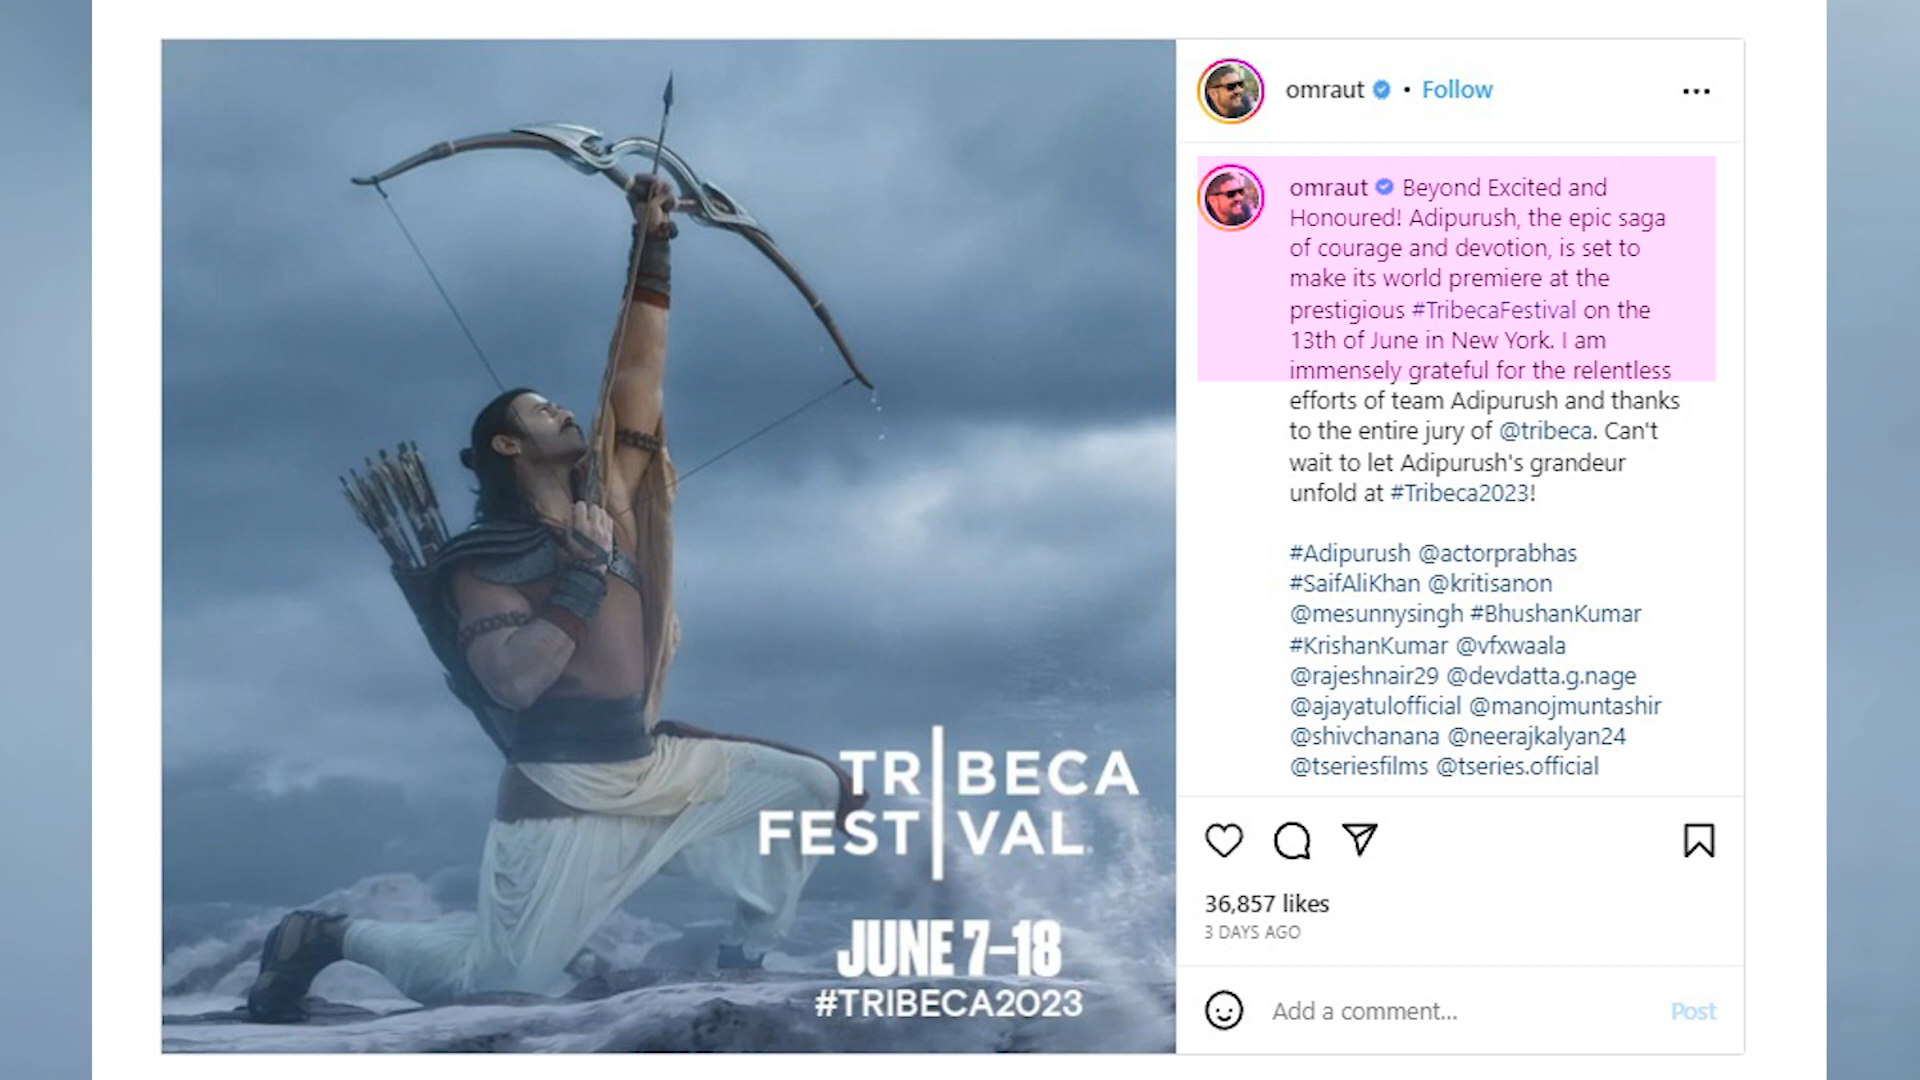 TRIBECA
FESTIVAL
JUNE 7–18
#TRIBECA2023
omraut • Follow
omraut Beyond Excited and
Honoured! Adipurush, the epic saga
of courage and devotion, is set to
make its world premiere at the
prestigious #TribecaFestival on the
13th of June in New York. I am
immensely grateful for the relentless
efforts of team Adipurush and thanks
to the entire jury of @tribeca. Can't
wait to let Adipurush's grandeur
unfold at #Tribeca2023!
#Adipurush @actorprabhas
#SaifAliKhan @kritisanon
@mesunnysingh #BhushanKumar
#KrishanKumar @vfxwaala
@rajeshnair29 @devdatta.g.nage
@ajayatulofficial @manojmuntashir
@shivchanana @neerajkalyan24
@tseriesfilms @tseries.official
36,857 likes
3 DAYS AGO
Add a comment...
Post